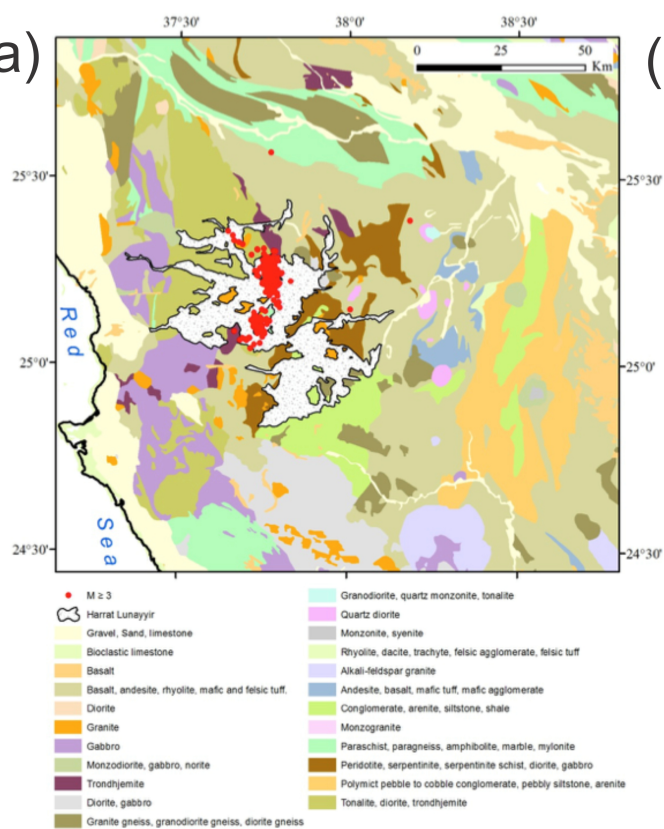 a)
(
37°30'
38°0'
38°30'
0 25 50
Km
25°30'
25°30'
Red
25°0'
25°0'
Sea
24°30'
24°30'
M ≥ 3
Harrat Lunayyir
Gravel, Sand, limestone
Bioclastic limestone
Basalt
Basalt, andesite, rhyolite, mafic and felsic tuff.
Diorite
Granite
Gabbro
Monzodiorite, gabbro, norite
Trondhjemite
Diorite, gabbro
Granite gneiss, granodiorite gneiss, diorite gneiss
Granodiorite, quartz monzonite, tonalite
Quartz diorite
Monzonite, syenite
Rhyolite, dacite, trachyte, felsic agglomerate, felsic tuff
Alkali-feldspar granite
Andesite, basalt, mafic tuff, mafic agglomerate
Conglomerate, arenite, siltstone, shale
Monzogranite
Paraschist, paragneiss, amphibolite, marble, mylonite
Peridotite, serpentinite, serpentinite schist, diorite, gabbro
Polymict pebble to cobble conglomerate, pebbly siltstone, arenite
Tonalite, diorite, trondhjemite